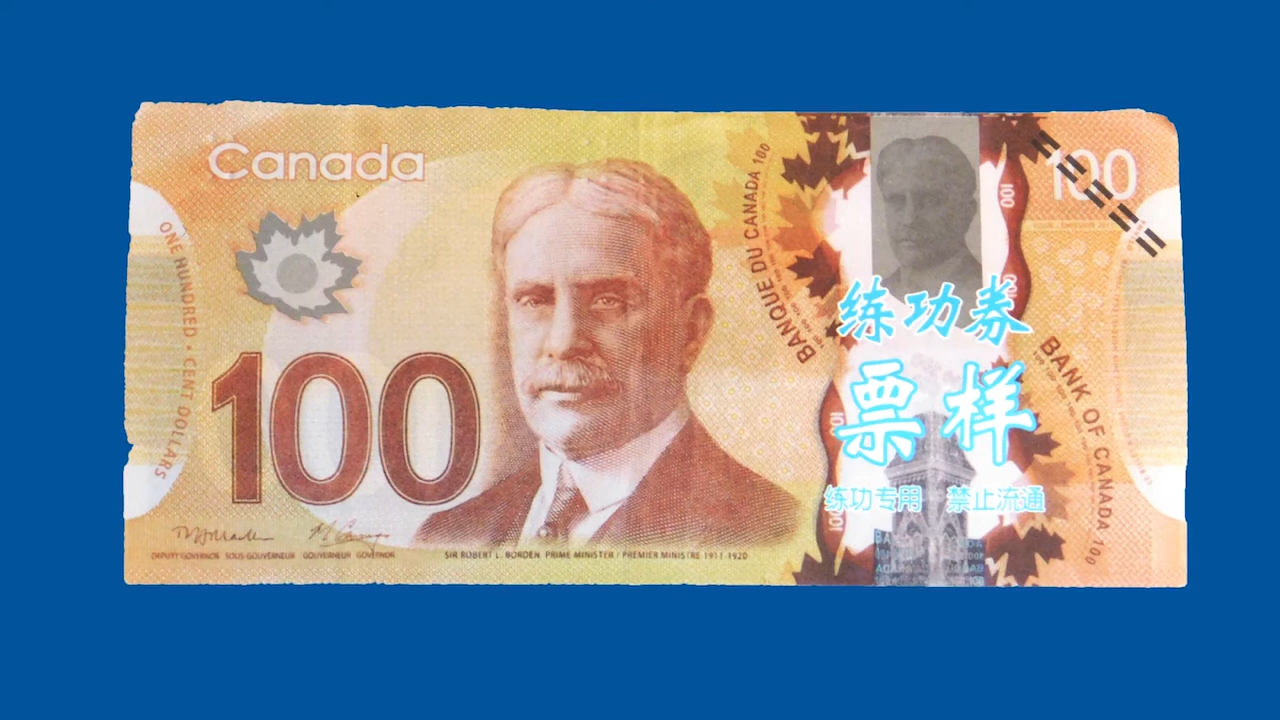 Canada
100
ONE HUNDRED • CENT DOLLARS
100
DEPUTY GOVERNOR SOUS-GOUVERNEUR GOUVERNEUR GOVERNOR
SIR ROBERT L. BORDEN, PRIME MINISTER / PREMIER MINISTRE 1911-1920
BANQUE DU CANADA 100
100
练功券
票样
练功专用 禁止流通
100
BANK OF CANADA 100